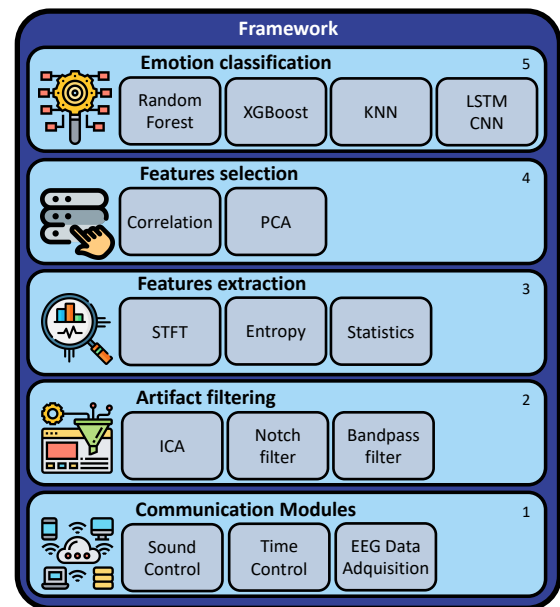 Framework
Emotion classification
5
Random
Forest
XGBoost
KNN
LSTM
CNN
Features selection
4
Correlation
PCA
Features extraction
3
STFT
Entropy
Statistics
Artifact filtering
2
ICA
Notch
filter
Bandpass
filter
Communication Modules
1
Sound
Control
Time
Control
EEG Data
Adquisition